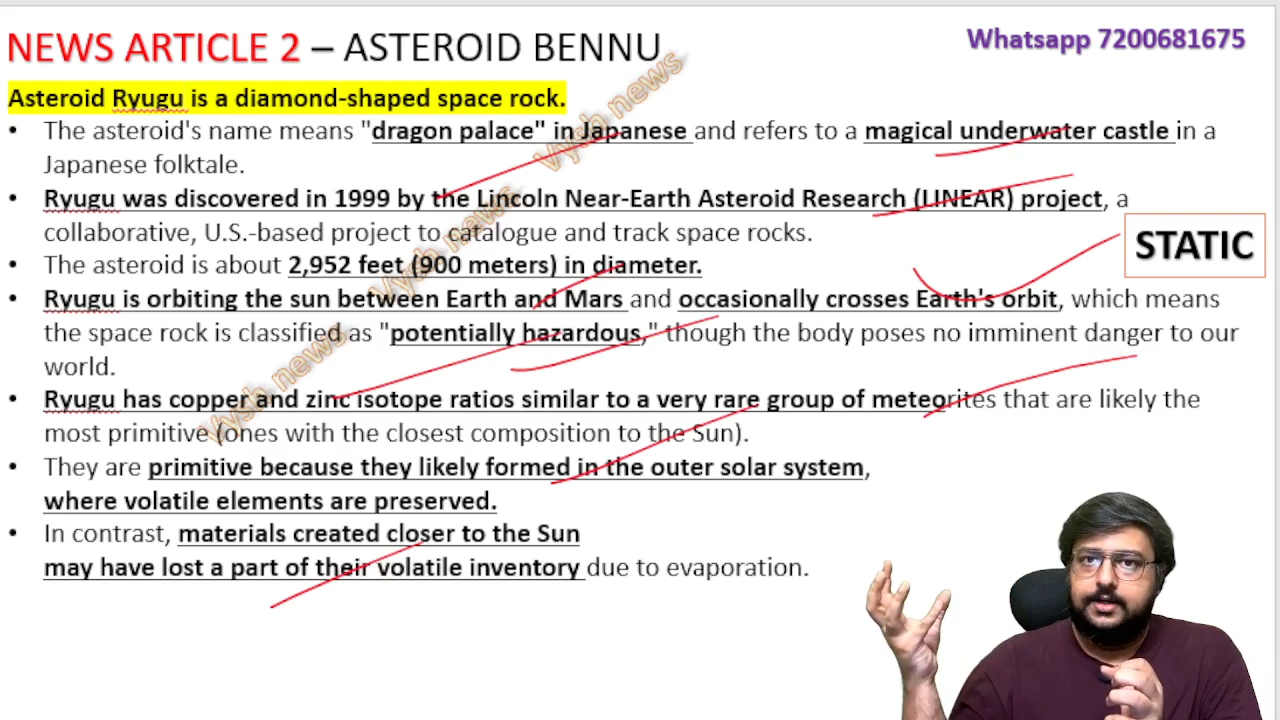 NEWS ARTICLE 2 – ASTEROID BENNU
Whatsapp 7200681675
Asteroid Ryugu is a diamond-shaped space rock.
• The asteroid's name means "dragon palace" in Japanese and refers to a magical underwater castle in a
Japanese folktale.
• Ryugu was discovered in 1999 by the Lincoln Near-Earth Asteroid Research (LINEAR) project, a
collaborative, U.S.-based project to catalogue and track space rocks.
STATIC
• The asteroid is about 2,952 feet (900 meters) in diameter.
• Ryugu is orbiting the sun between Earth and Mars and occasionally crosses Earth's orbit, which means
the space rock is classified as "potentially hazardous," though the body poses no imminent danger to our
world.
• Ryugu has copper and zinc isotope ratios similar to a very rare group of meteorites that are likely the
most primitive (ones with the closest composition to the Sun).
• They are primitive because they likely formed in the outer solar system,
where volatile elements are preserved.
• In contrast, materials created closer to the Sun
may have lost a part of their volatile inventory due to evaporation.
Vysh news
Vysh news
Vysh news